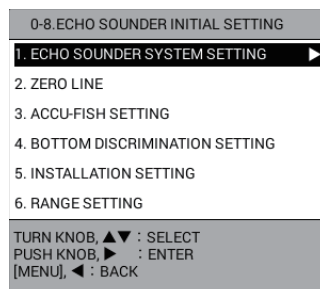 0-8.ECHO SOUNDER INITIAL SETTING
1. ECHO SOUNDER SYSTEM SETTING ▶
2. ZERO LINE
3. ACCU-FISH SETTING
4. BOTTOM DISCRIMINATION SETTING
5. INSTALLATION SETTING
6. RANGE SETTING
TURN KNOB, ▲▼ : SELECT
PUSH KNOB, ▶ : ENTER
[MENU], ◀ : BACK